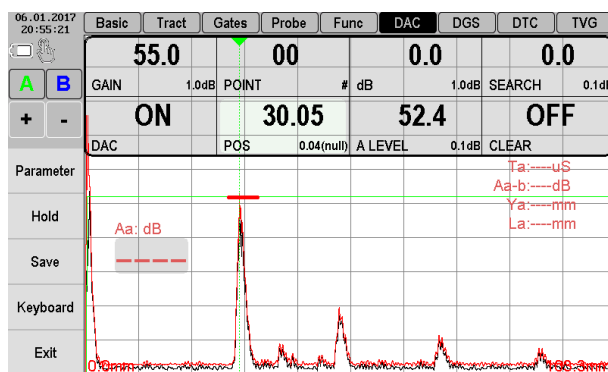 06.01.2017
20:55:21
Basic Tract Gates Probe Func DAC DGS DTC TVG
55.0 00 0.0 0.0
GAIN 1.0dB POINT # dB 1.0dB SEARCH 0.1d
A B
+ -
ON 30.05 52.4 OFF
DAC POS 0.04(null) A LEVEL 0.1dB CLEAR
Parameter
Hold
Save
Keyboard
Exit
Ta:----uS
Aa-b:----dB
Ya:----mm
La:----mm
Aa: dB
----
0.0mm